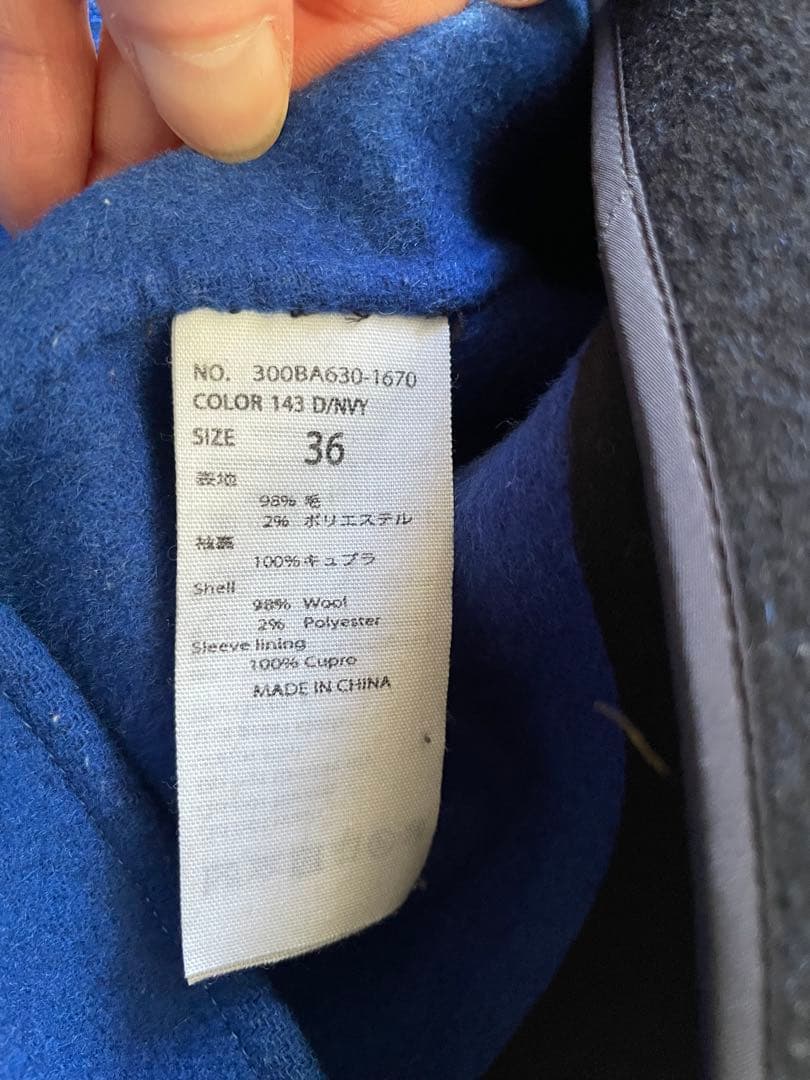 NO. 300BA630-1670
COLOR 143 D/NVY
SIZE 36
表地
98% 毛
2% ポリエステル
袖裏
100%キュプラ
Shell
98% Wool
2% Polyester
Sleeve lining
100% Cupro
MADE IN CHINA